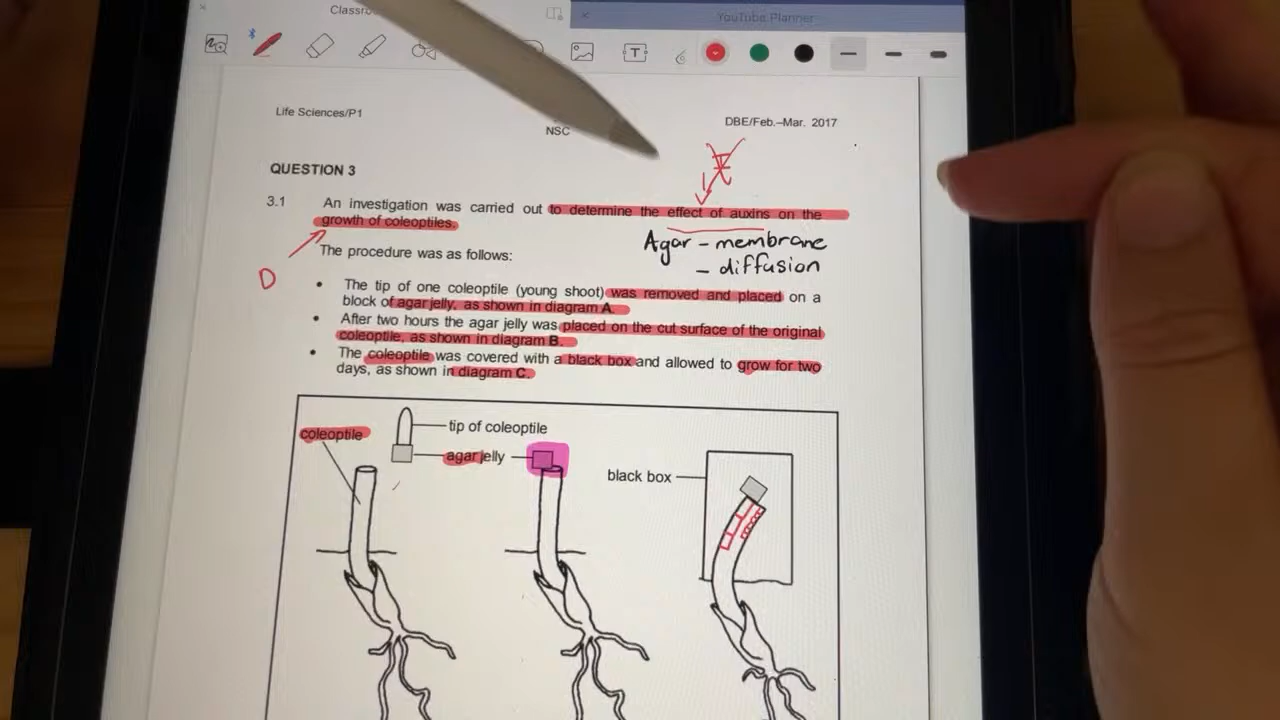 Classro
YouTube Planner
T
Life Sciences/P1
NSC
DBE/Feb.–Mar. 2017
QUESTION 3
3.1 An investigation was carried out to determine the effect of auxins on the
growth of coleoptiles.
Agar - membrane
- diffusion
The procedure was as follows:
D
• The tip of one coleoptile (young shoot) was removed and placed on a
block of agar jelly, as shown in diagram A.
• After two hours the agar jelly was placed on the cut surface of the original
coleoptile, as shown in diagram B.
• The coleoptile was covered with a black box and allowed to grow for two
days, as shown in diagram C.
coleoptile
tip of coleoptile
agar jelly
black box